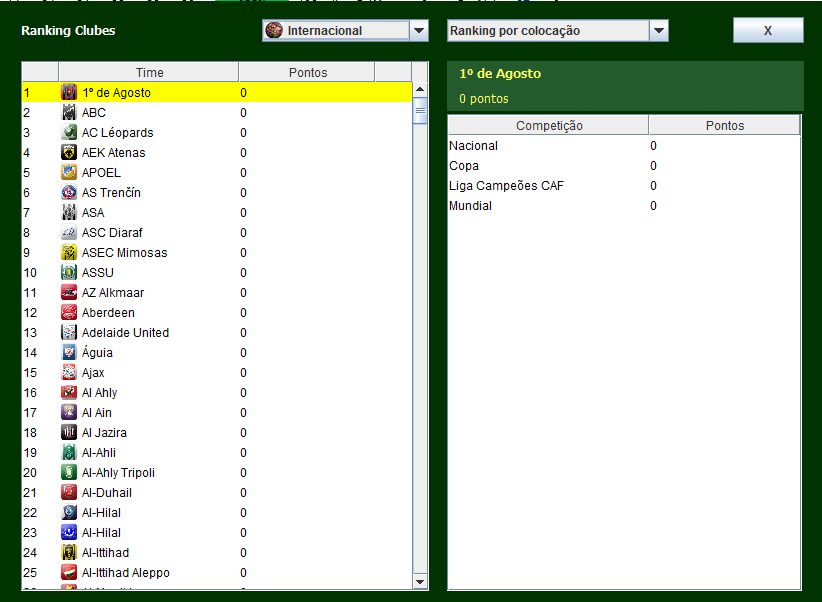 Ranking Clubes
Internacional
Ranking por colocação
X
Time Pontos
1 1º de Agosto 0
2 ABC 0
3 AC Léopards 0
4 AEK Atenas 0
5 APOEL 0
6 AS Trenčín 0
7 ASA 0
8 ASC Diaraf 0
9 ASEC Mimosas 0
10 ASSU 0
11 AZ Alkmaar 0
12 Aberdeen 0
13 Adelaide United 0
14 Águia 0
15 Ajax 0
16 Al Ahly 0
17 Al Ain 0
18 Al Jazira 0
19 Al-Ahli 0
20 Al-Ahly Tripoli 0
21 Al-Duhail 0
22 Al-Hilal 0
23 Al-Hilal 0
24 Al-Ittihad 0
25 Al-Ittihad Aleppo 0
1º de Agosto
0 pontos
Competição Pontos
Nacional 0
Copa 0
Liga Campeões CAF 0
Mundial 0